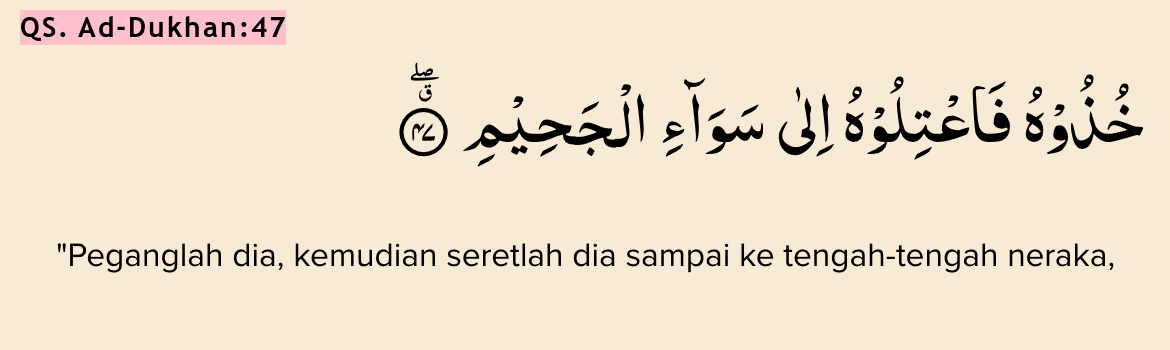 QS. Ad-Dukhan:47
خُذُوْهُ فَاعْتِلُوْهُ اِلٰى سَوَاۤءِ الْجَحِيْمِ ۖق ٤٧
"Peganglah dia, kemudian seretlah dia sampai ke tengah-tengah neraka,